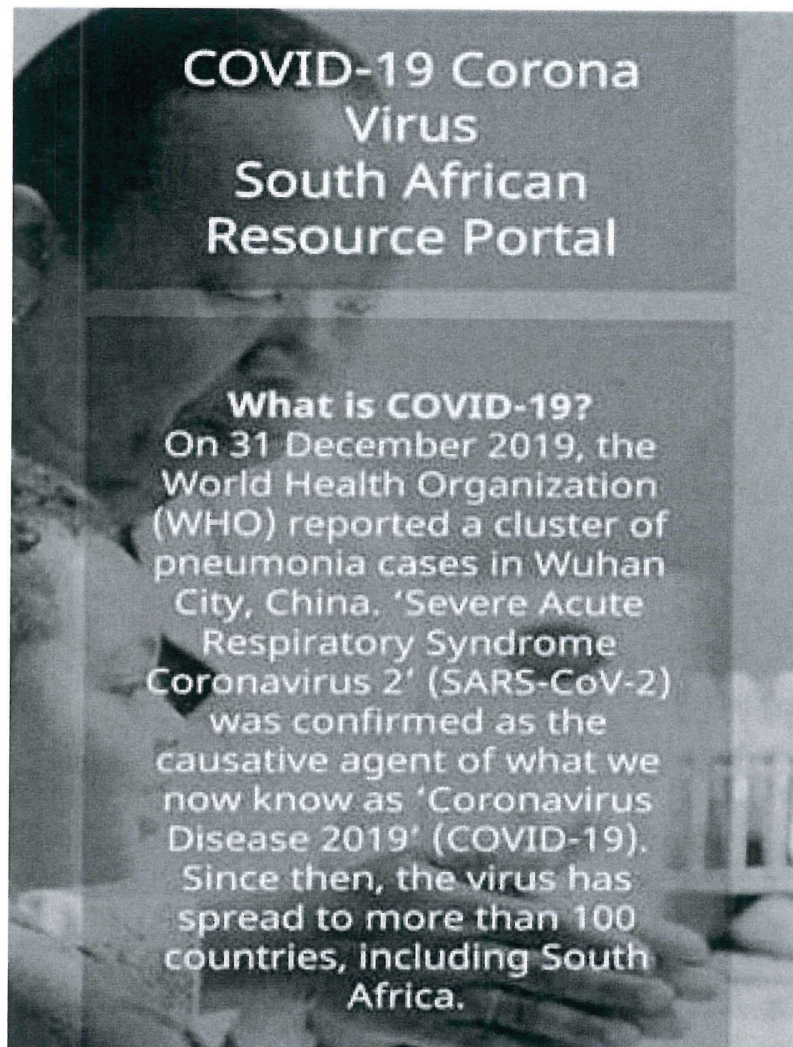 COVID-19 Corona
Virus
South African
Resource Portal
What is COVID-19?
On 31 December 2019, the
World Health Organization
(WHO) reported a cluster of
pneumonia cases in Wuhan
City, China. ‘Severe Acute
Respiratory Syndrome
Coronavirus 2’ (SARS-CoV-2)
was confirmed as the
causative agent of what we
now know as ‘Coronavirus
Disease 2019’ (COVID-19).
Since then, the virus has
spread to more than 100
countries, including South
Africa.